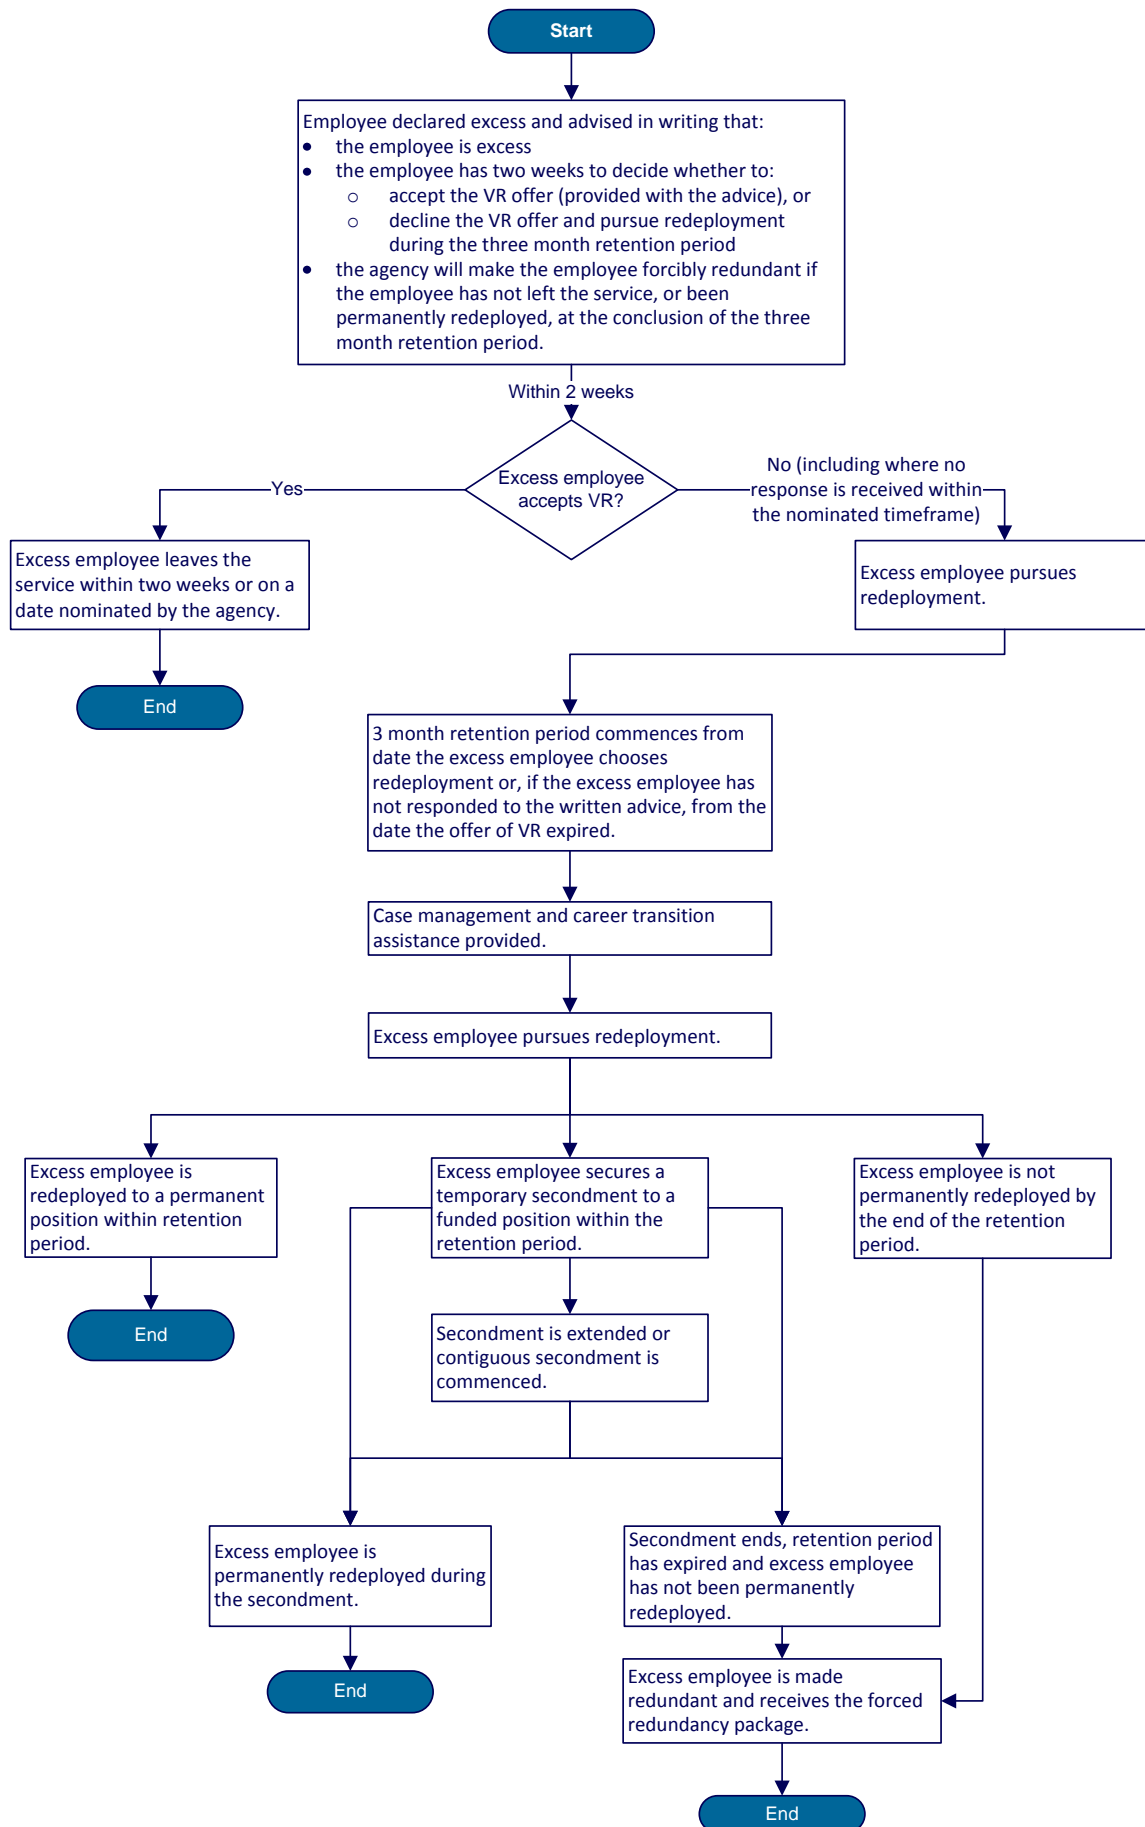 Start
Employee declared excess and advised in writing that:
● the employee is excess
● the employee has two weeks to decide whether to:
○ accept the VR offer (provided with the advice), or
○ decline the VR offer and pursue redeployment
during the three month retention period
● the agency will make the employee forcibly redundant if
the employee has not left the service, or been
permanently redeployed, at the conclusion of the three
month retention period.
Within 2 weeks
Excess employee
accepts VR?
Yes
No (including where no
response is received within
the nominated timeframe)
Excess employee leaves the
service within two weeks or on a
date nominated by the agency.
Excess employee pursues
redeployment.
End
3 month retention period commences from
date the excess employee chooses
redeployment or, if the excess employee has
not responded to the written advice, from the
date the offer of VR expired.
Case management and career transition
assistance provided.
Excess employee pursues redeployment.
Excess employee is
redeployed to a permanent
position within retention
period.
Excess employee secures a
temporary secondment to a
funded position within the
retention period.
Excess employee is not
permanently redeployed by
the end of the retention
period.
End
Secondment is extended or
contiguous secondment is
commenced.
Excess employee is
permanently redeployed during
the secondment.
Secondment ends, retention period
has expired and excess employee
has not been permanently
redeployed.
End
Excess employee is made
redundant and receives the forced
redundancy package.
End